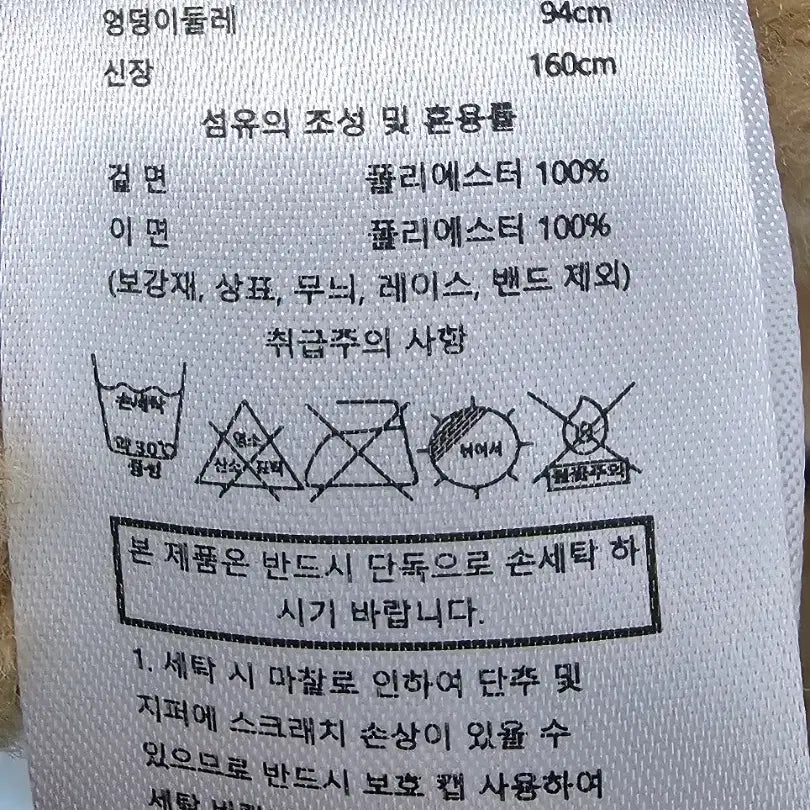 엉덩이둘레 94cm
신장 160cm
섬유의 조성 및 혼용률
겉 면 폴리에스터 100%
이 면 폴리에스터 100%
(보강재, 상표, 무늬, 레이스, 밴드 제외)
취급주의 사항
손세탁
약30℃
중성
염소
산소 표백
뉘어서
화기주의
본 제품은 반드시 단독으로 손세탁 하
시기 바랍니다.
1. 세탁 시 마찰로 인하여 단추 및
지퍼에 스크래치 손상이 있을 수
있으므로 반드시 보호 캡 사용하여
세탁